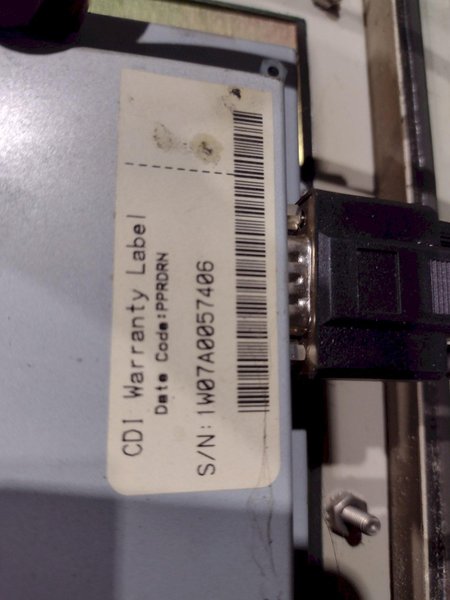 CDI Warranty Label
Date Code:PPRDRN
S/N:1W07A0057406